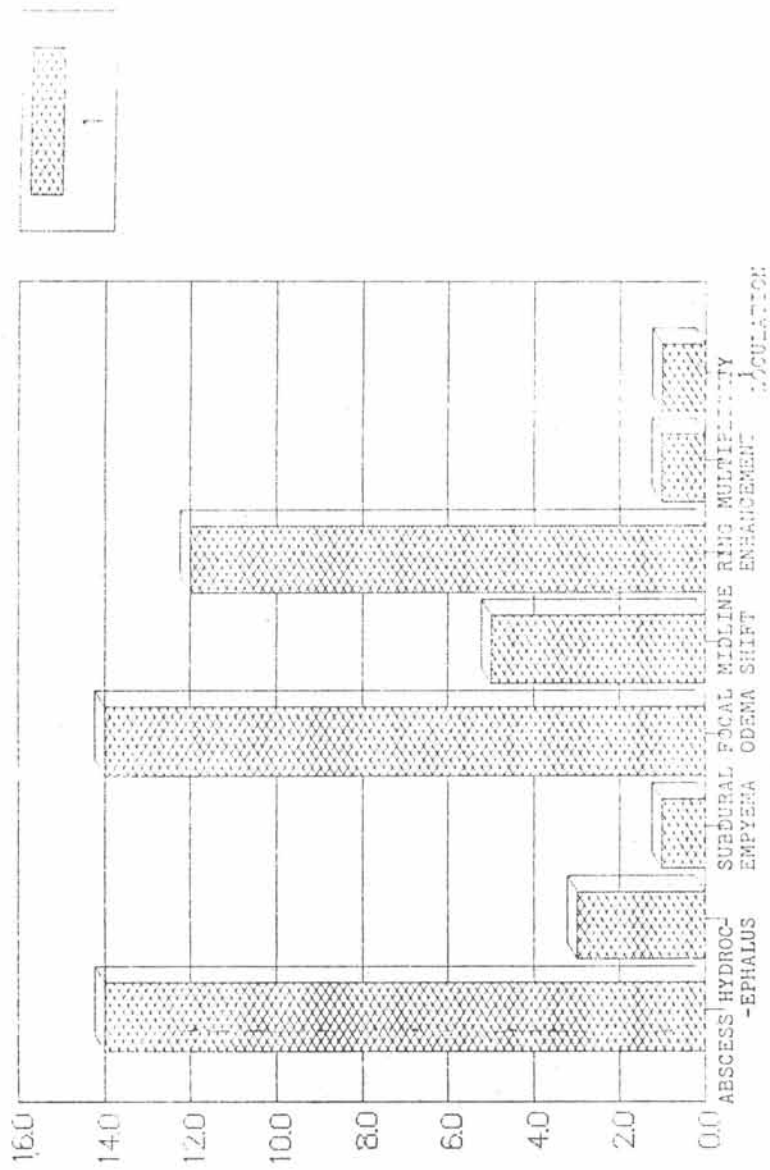 1
16.0
14.0
12.0
10.0
8.0
6.0
4.0
2.0
0.0
ABSCESS HYDROC-
-EPHALUS
SUBDURAL FOCAL MIDLINE RING
EMPYEMA ODEMA SHIFT ENHANCEMENT